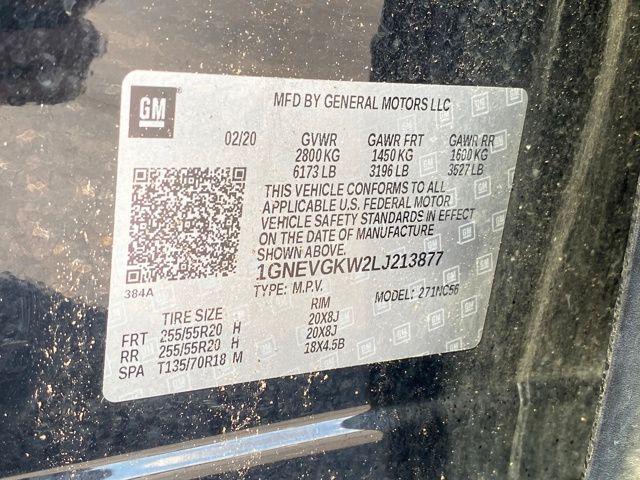 GM
MFD BY GENERAL MOTORS LLC
02/20 GVWR GAWR FRT GAWR RR
2800 KG 1450 KG 1600 KG
6173 LB 3196 LB 3527 LB
THIS VEHICLE CONFORMS TO ALL
APPLICABLE U.S. FEDERAL MOTOR
VEHICLE SAFETY STANDARDS IN EFFECT
ON THE DATE OF MANUFACTURE
SHOWN ABOVE.
384A
1GNEVGKW2LJ213877
TYPE: M.P.V. MODEL: 271NC56
TIRE SIZE RIM
FRT 255/55R20 H 20X8J
RR 255/55R20 H 20X8J
SPA T135/70R18 M 18X4.5B